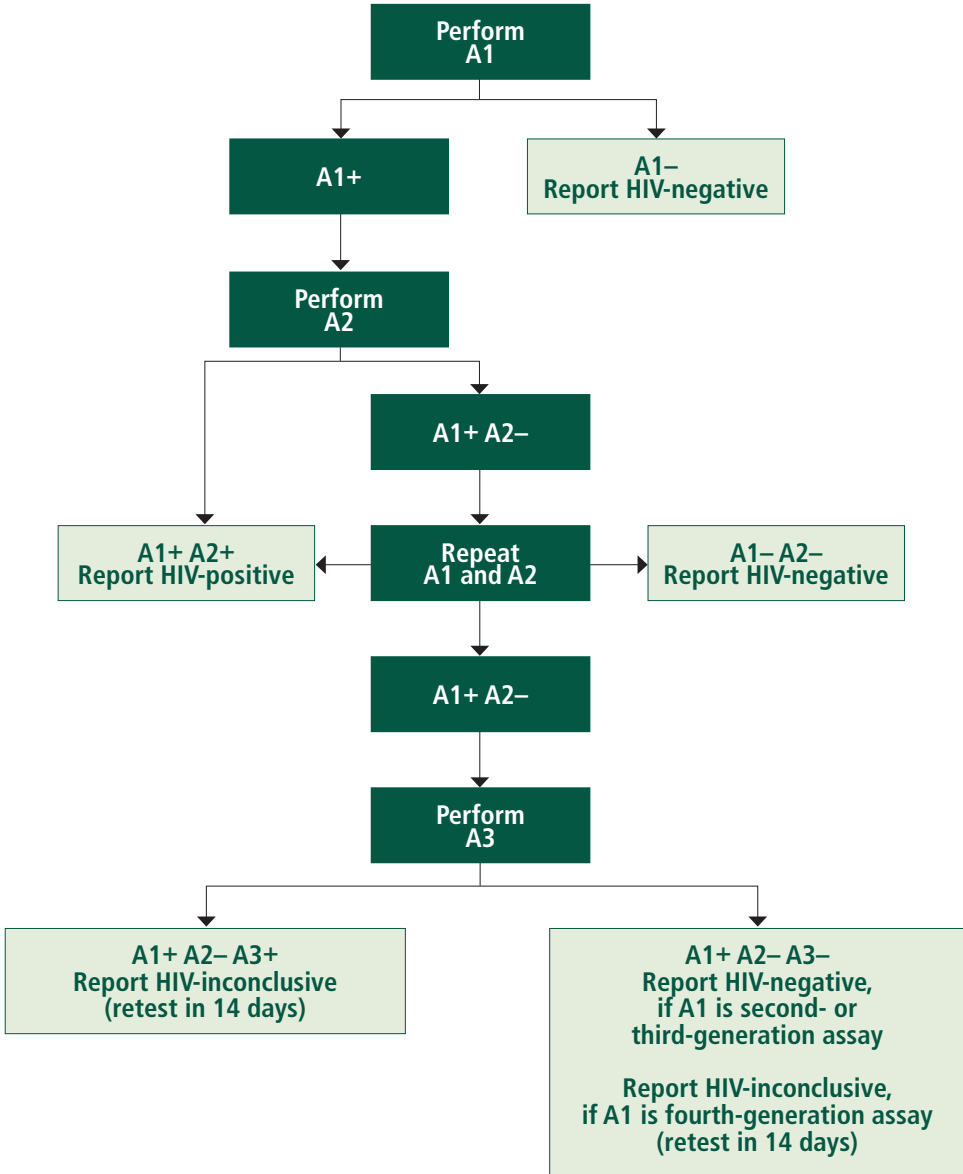 Perform
A1
A1+
A1–
Report HIV-negative
Perform
A2
A1+ A2–
A1+ A2+
Report HIV-positive
Repeat
A1 and A2
A1– A2–
Report HIV-negative
A1+ A2–
Perform
A3
A1+ A2– A3+
Report HIV-inconclusive
(retest in 14 days)
A1+ A2– A3–
Report HIV-negative,
if A1 is second- or
third-generation assay
Report HIV-inconclusive,
if A1 is fourth-generation assay
(retest in 14 days)